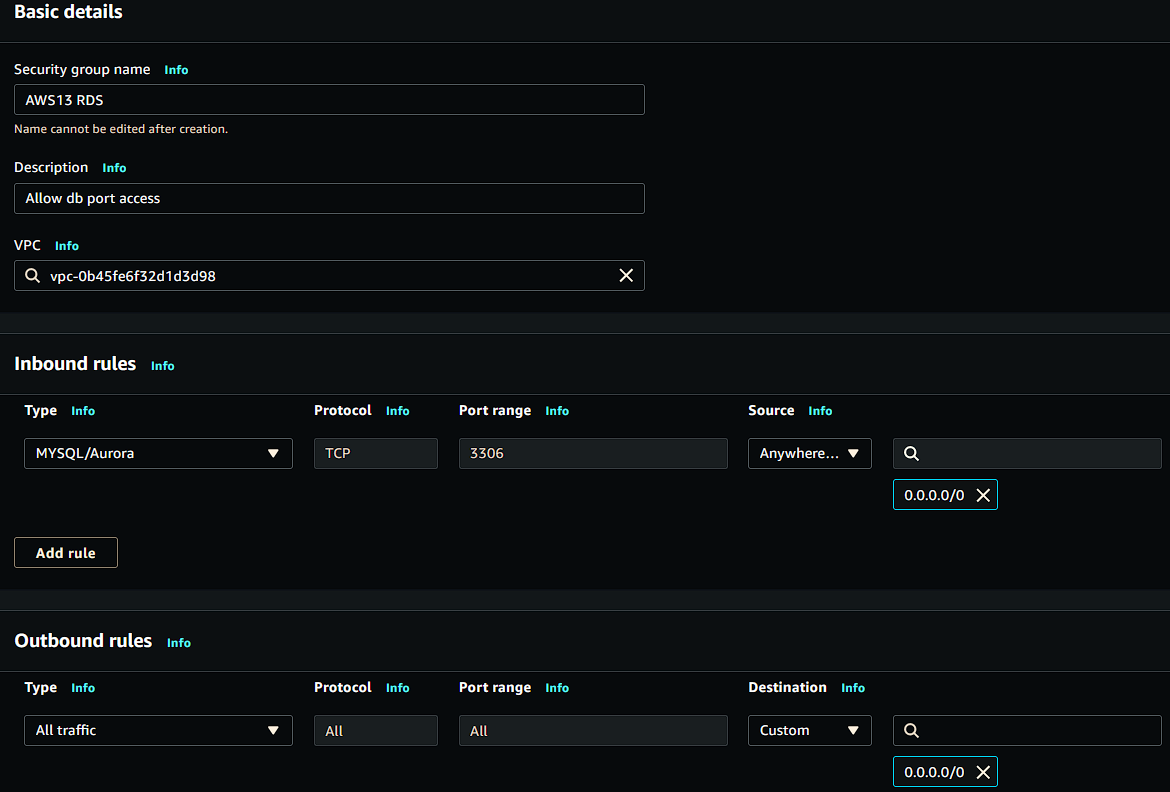 Basic details
Security group name Info
AWS13 RDS
Name cannot be edited after creation.
Description Info
Allow db port access
VPC Info
vpc-0b45fe6f32d1d3d98
Inbound rules Info
Type Info Protocol Info Port range Info Source Info
MYSQL/Aurora TCP 3306 Anywhere...
0.0.0.0/0
Add rule
Outbound rules Info
Type Info Protocol Info Port range Info Destination Info
All traffic All All Custom
0.0.0.0/0